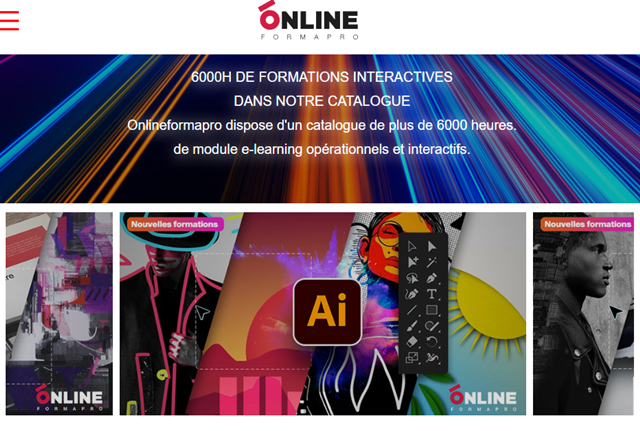 ONLINE
FORMAPRO
6000H DE FORMATIONS INTERACTIVES
DANS NOTRE CATALOGUE
Onlineformapro dispose d'un catalogue de plus de 6000 heures.
de module e-learning opérationnels et interactifs.
Nouvelles formations
Nouvelles formations
Ai
T
ONLINE
FORMAPRO
ONLINE
FORMAPRO